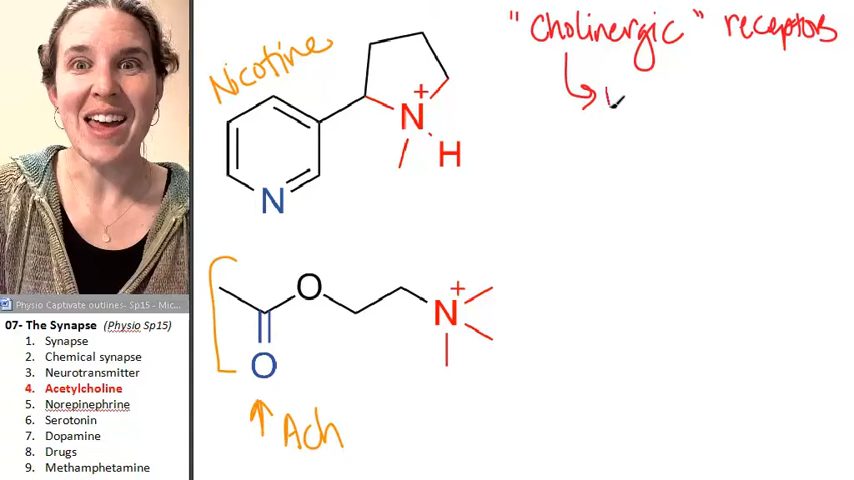 "cholinergic" receptors
Nicotine
N
+
H
N
O
N
+
O
Ach
Physio Captivate outlines- Sp15 - Mic...
07- The Synapse (Physio Sp15)
1. Synapse
2. Chemical synapse
3. Neurotransmitter
4. Acetylcholine
5. Norepinephrine
6. Serotonin
7. Dopamine
8. Drugs
9. Methamphetamine